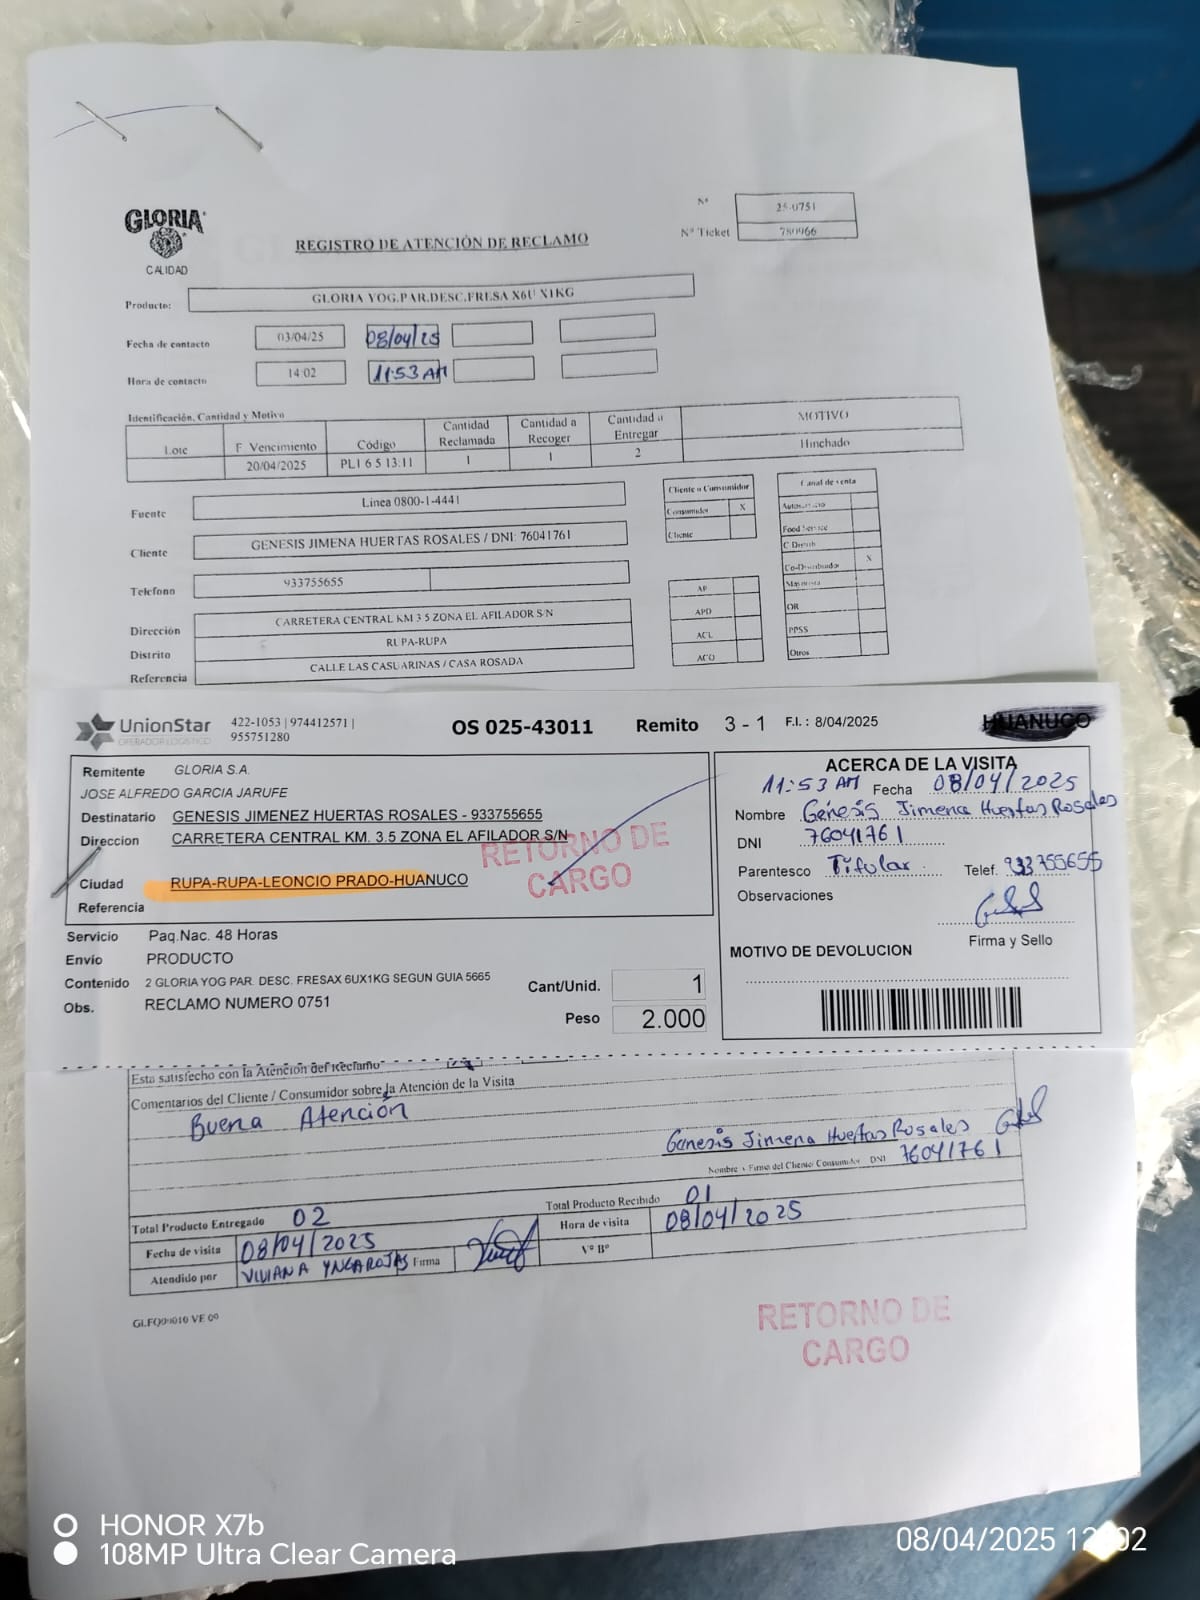 GLORIA
CALIDAD
REGISTRO DE ATENCIÓN DE RECLAMO
N° 25-0751
N° Ticket 780966
Producto: GLORIA YOG.PAR.DESC.FRESA X6U X1KG
Fecha de contacto 03/04/25 08/04/25
Hora de contacto 14:02 11:53 AM
Identificación, Cantidad y Motivo
Lote F. Vencimiento Código Cantidad Reclamada Cantidad a Recoger Cantidad a Entregar MOTIVO
20/04/2025 PL1 6 5 13:11 1 1 2 Hinchado
Fuente Linea 0800-1-4441
Cliente GENESIS JIMENA HUERTAS ROSALES / DNI: 76041761
Telefono 933755655
Dirección CARRETERA CENTRAL KM 3 5 ZONA EL AFILADOR S/N
Distrito RUPA-RUPA
Referencia CALLE LAS CASUARINAS / CASA ROSADA
Cliente o Consumidor
Consumidor X
Cliente
AP
APD
ACL
ACO
Canal de venta
Autoservicio
Food Service
C Distrib
Co-Distribuidor X
Mayorista
OR
PPSS
Otros
UnionStar
OPERADOR LOGISTICO
422-1053 | 974412571 |
955751280
OS 025-43011 Remito 3 - 1 F.I. : 8/04/2025 HUANUCO
Remitente GLORIA S.A.
JOSE ALFREDO GARCIA JARUFE
Destinatario GENESIS JIMENEZ HUERTAS ROSALES - 933755655
Direccion CARRETERA CENTRAL KM. 3.5 ZONA EL AFILADOR S/N
Ciudad RUPA-RUPA-LEONCIO PRADO-HUANUCO
Referencia
RETORNO DE
CARGO
Servicio Paq.Nac. 48 Horas
Envío PRODUCTO
Contenido 2 GLORIA YOG PAR. DESC. FRESAX 6UX1KG SEGUN GUIA 5665
Obs. RECLAMO NUMERO 0751
Cant/Unid. 1
Peso 2.000
ACERCA DE LA VISITA
11:53 AM Fecha 08/04/2025
Nombre Génesis Jimena Huertas Rosales
DNI 76041761
Parentesco Titular Telef. 933755655
Observaciones
Firma y Sello
MOTIVO DE DEVOLUCION
Esta satisfecho con la Atención del Reclamo
Comentarios del Cliente / Consumidor sobre la Atención de la Visita
Buena Atención
Genesis Jimena Huertas Rosales
Nombre y Firma del Cliente/Consumidor DNI 76041761
Total Producto Entregado 02 Total Producto Recibido 01
Fecha de visita 08/04/2025 Hora de visita 08/04/2025
Atendido por VIVIANA YNGAROJAS Firma V° B°
RETORNO DE
CARGO
HONOR X7b
108MP Ultra Clear Camera
08/04/2025